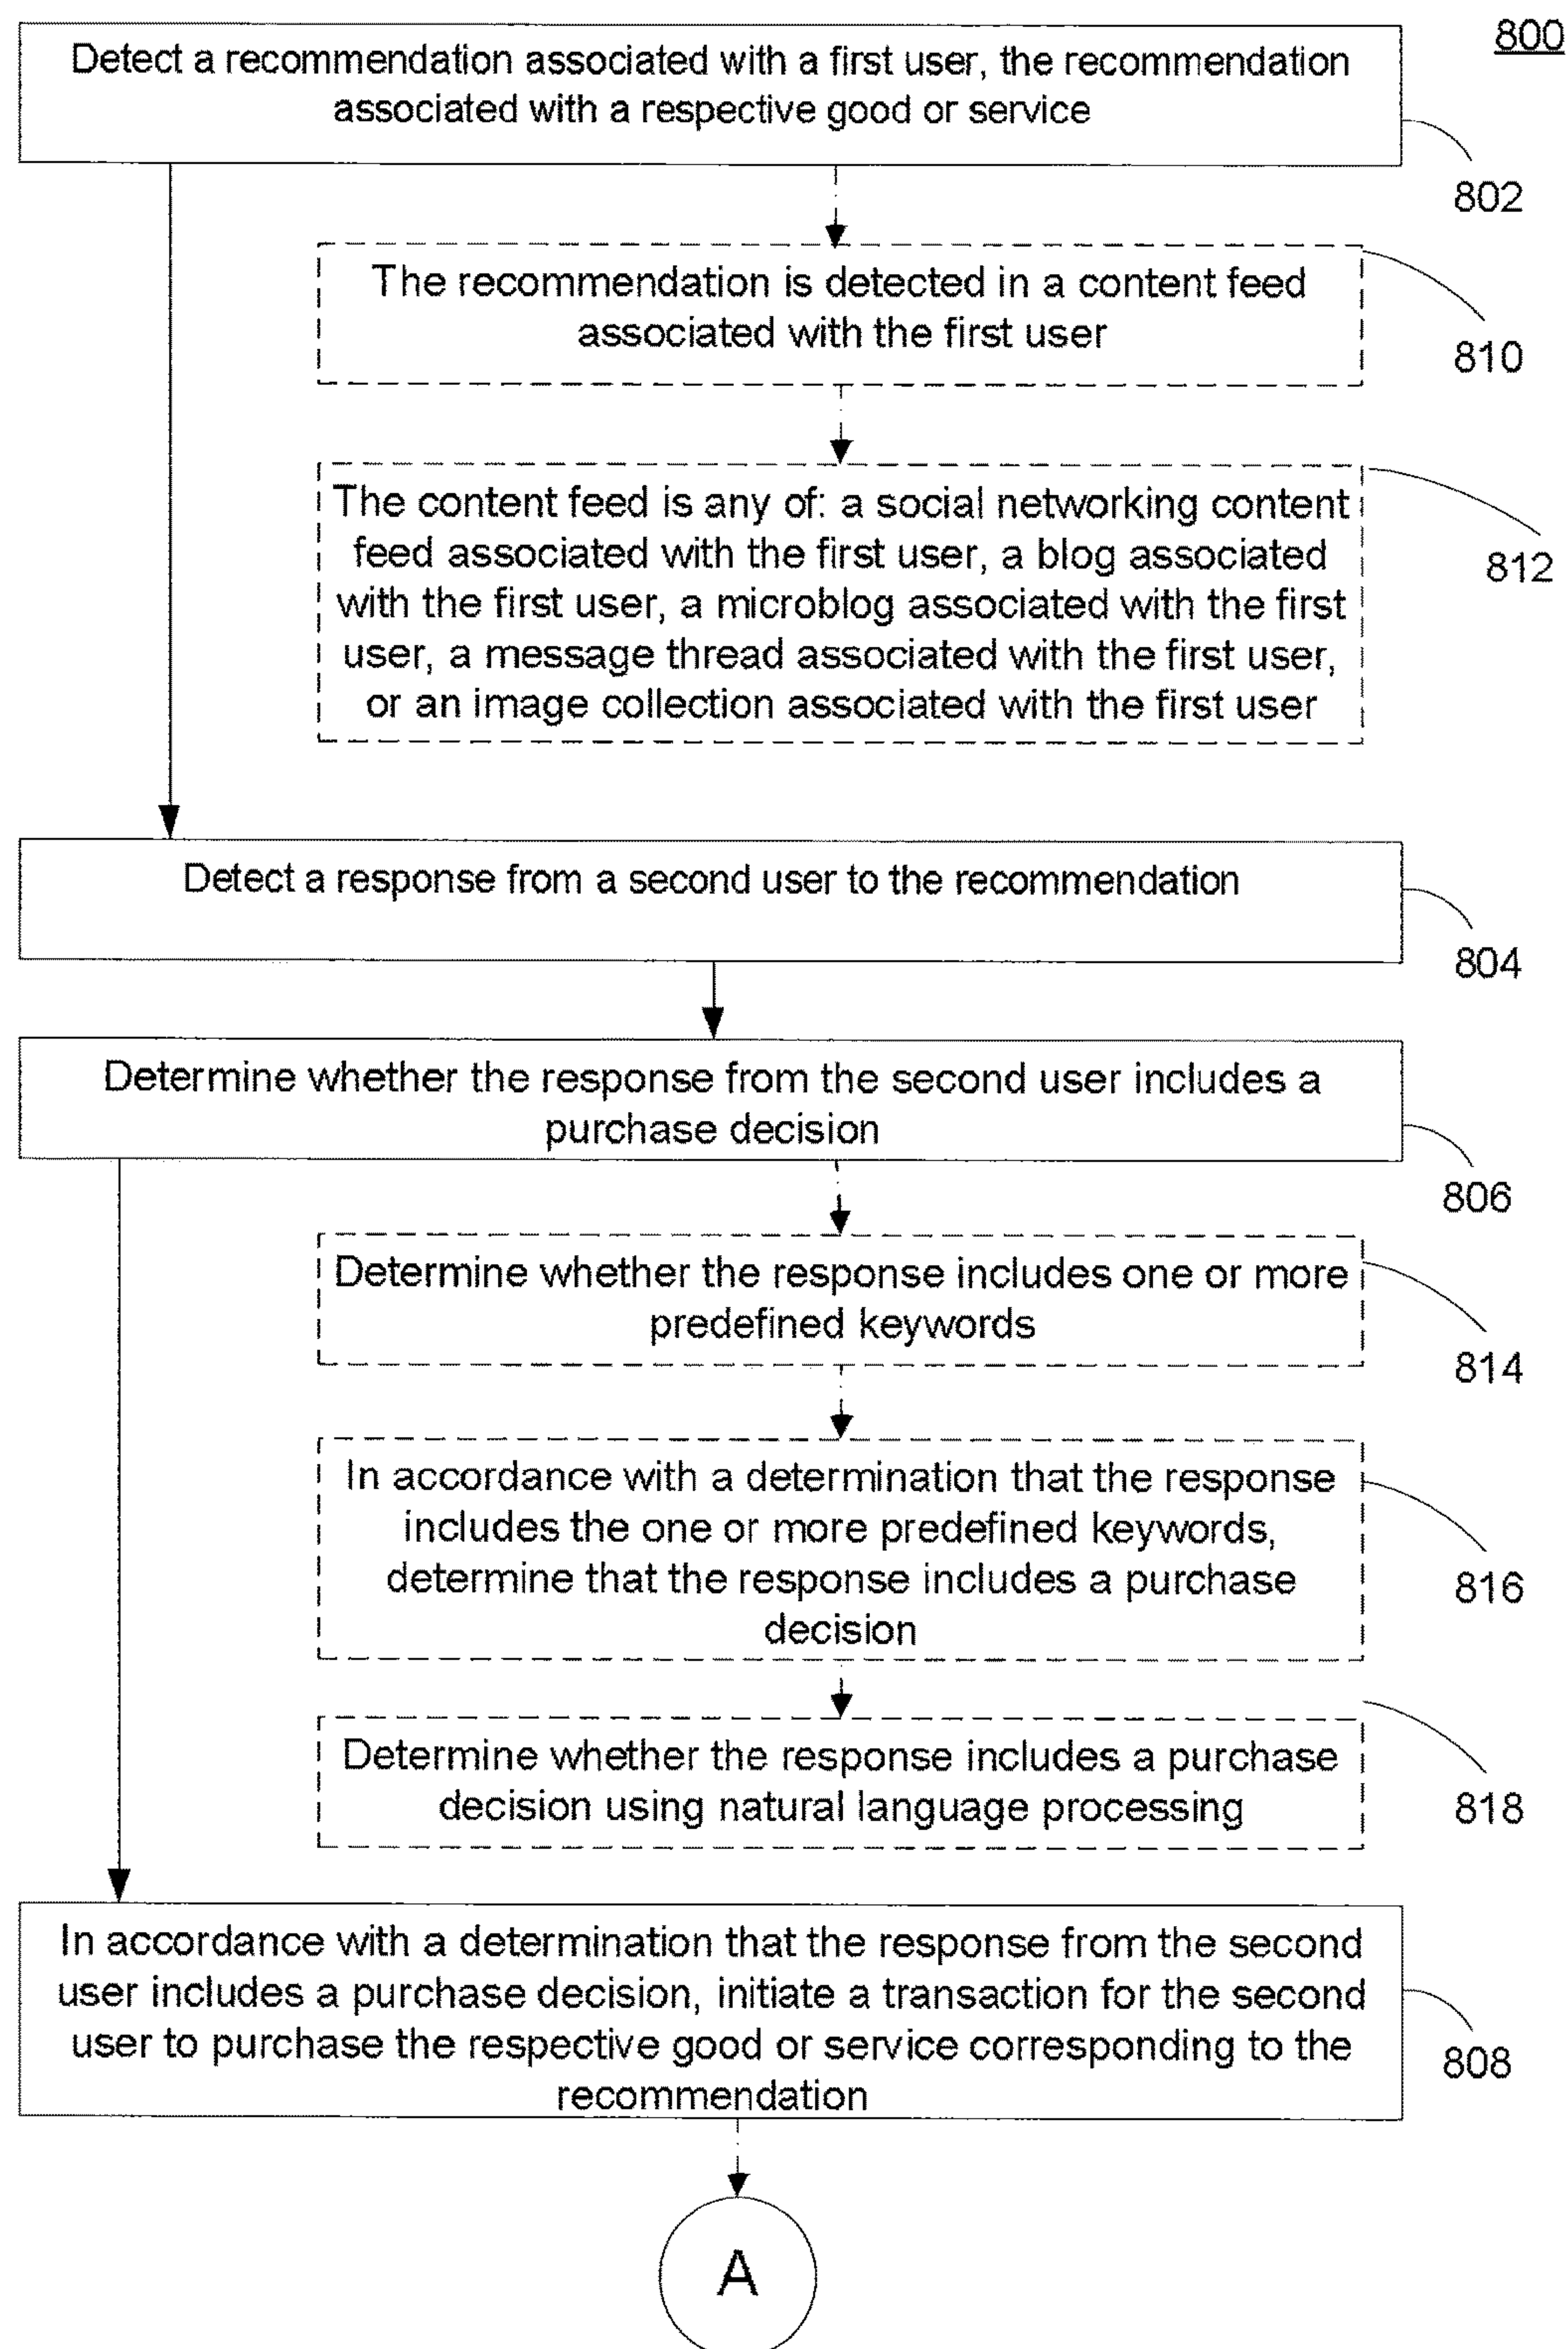 800
Detect a recommendation associated with a first user, the recommendation
associated with a respective good or service
802
The recommendation is detected in a content feed
associated with the first user
810
The content feed is any of: a social networking content
feed associated with the first user, a blog associated
with the first user, a microblog associated with the first
user, a message thread associated with the first user,
or an image collection associated with the first user
812
Detect a response from a second user to the recommendation
804
Determine whether the response from the second user includes a
purchase decision
806
Determine whether the response includes one or more
predefined keywords
814
In accordance with a determination that the response
includes the one or more predefined keywords,
determine that the response includes a purchase
decision
816
Determine whether the response includes a purchase
decision using natural language processing
818
In accordance with a determination that the response from the second
user includes a purchase decision, initiate a transaction for the second
user to purchase the respective good or service corresponding to the
recommendation
808
A